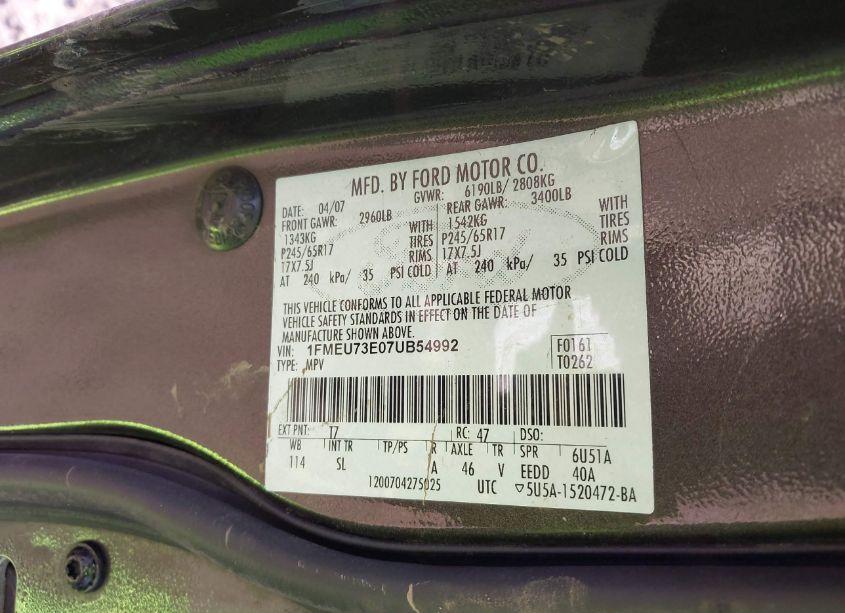 MFD. BY FORD MOTOR CO.
DATE: 04/07 GVWR: 6190LB/ 2808KG
FRONT GAWR: 2960LB REAR GAWR: 3400LB
1343KG WITH 1542KG WITH
P245/65R17 TIRES P245/65R17 TIRES
17X7.5J RIMS 17X7.5J RIMS
AT 240 kPa/ 35 PSI COLD AT 240 kPa/ 35 PSI COLD
THIS VEHICLE CONFORMS TO ALL APPLICABLE FEDERAL MOTOR
VEHICLE SAFETY STANDARDS IN EFFECT ON THE DATE OF
MANUFACTURE SHOWN ABOVE.
VIN: 1FMEU73E07UB54992 F0161
TYPE: MPV T0262
EXT PNT: T7 RC: 47 DSO:
WB INT TR TP/PS R AXLE TR SPR 6U51A
114 SL A 46 V EEDD 40A
1200704275025 UTC ▽5U5A-1520472-BA